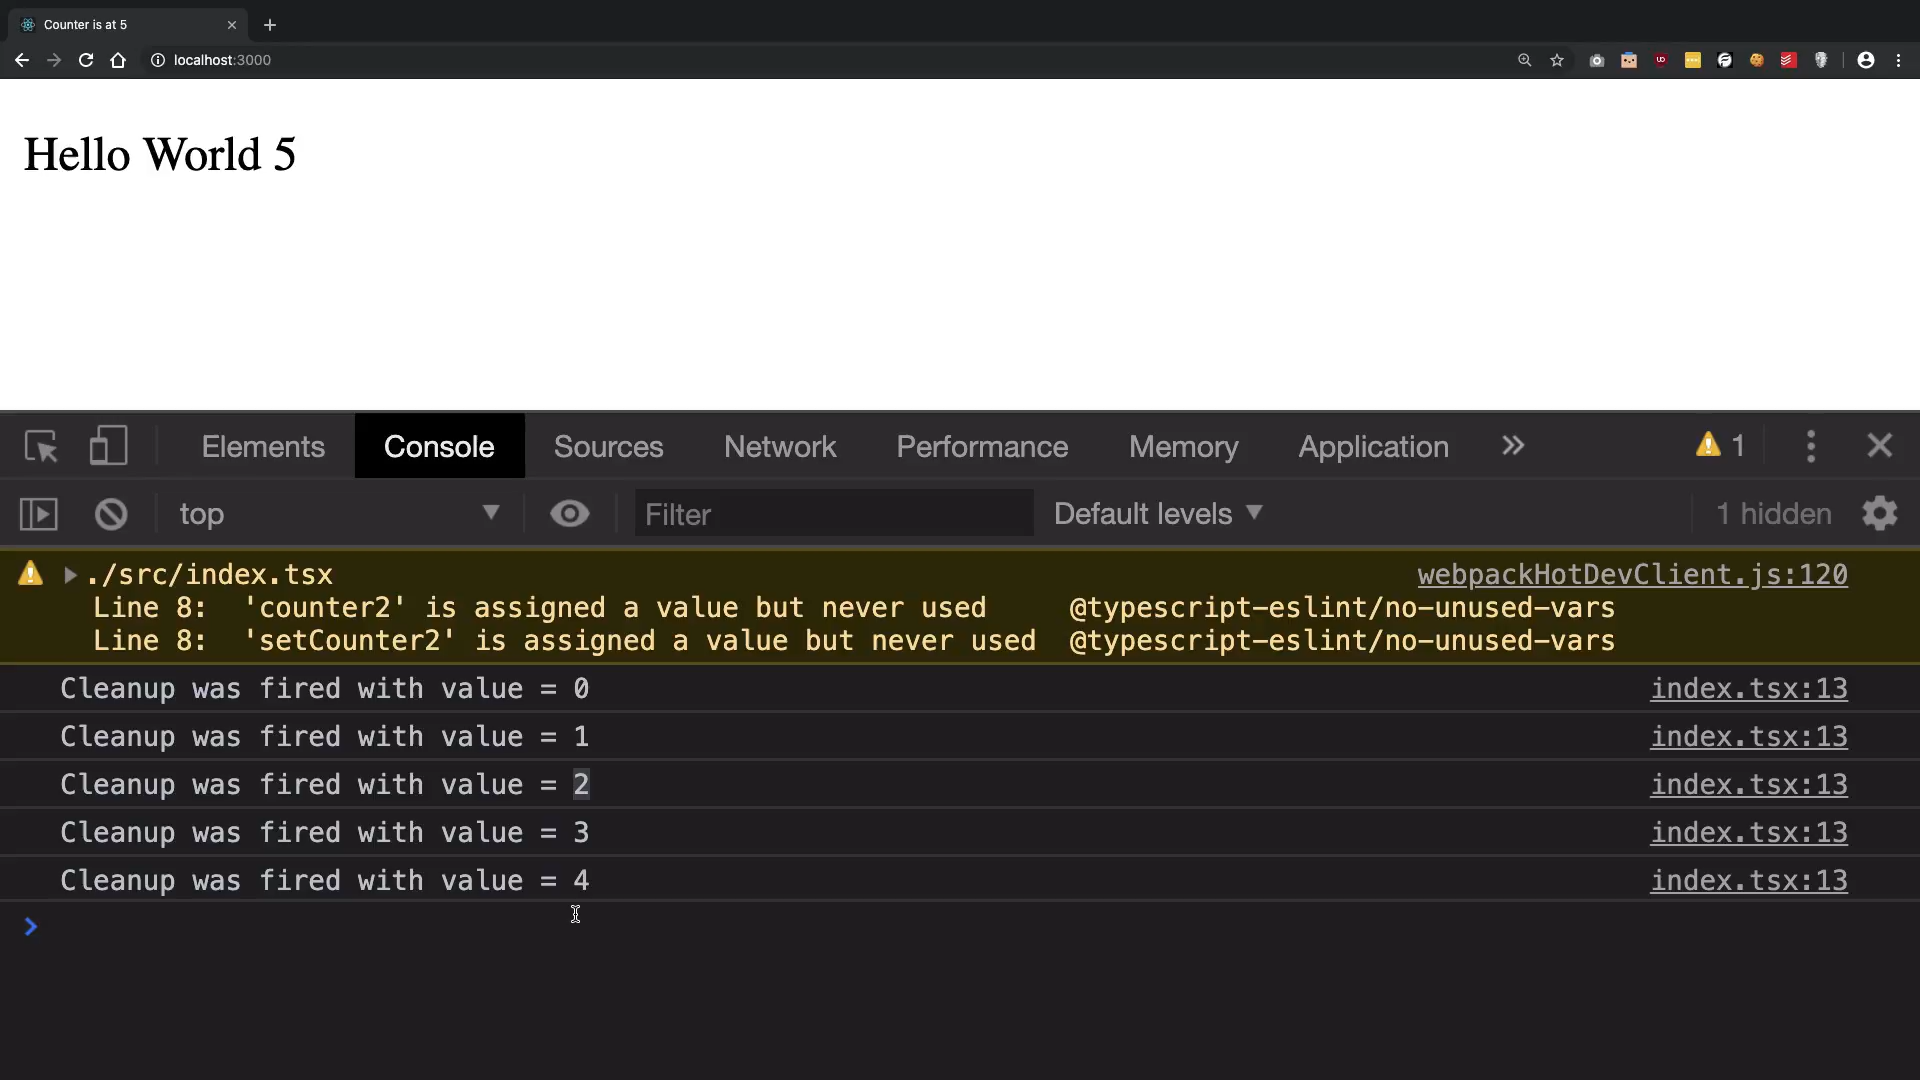 Counter is at 5
localhost:3000
Hello World 5
Elements Console Sources Network Performance Memory Application 1
top Filter Default levels 1 hidden
./src/index.tsx webpackHotDevClient.js:120
Line 8: 'counter2' is assigned a value but never used @typescript-eslint/no-unused-vars
Line 8: 'setCounter2' is assigned a value but never used @typescript-eslint/no-unused-vars
Cleanup was fired with value = 0 index.tsx:13
Cleanup was fired with value = 1 index.tsx:13
Cleanup was fired with value = 2 index.tsx:13
Cleanup was fired with value = 3 index.tsx:13
Cleanup was fired with value = 4 index.tsx:13